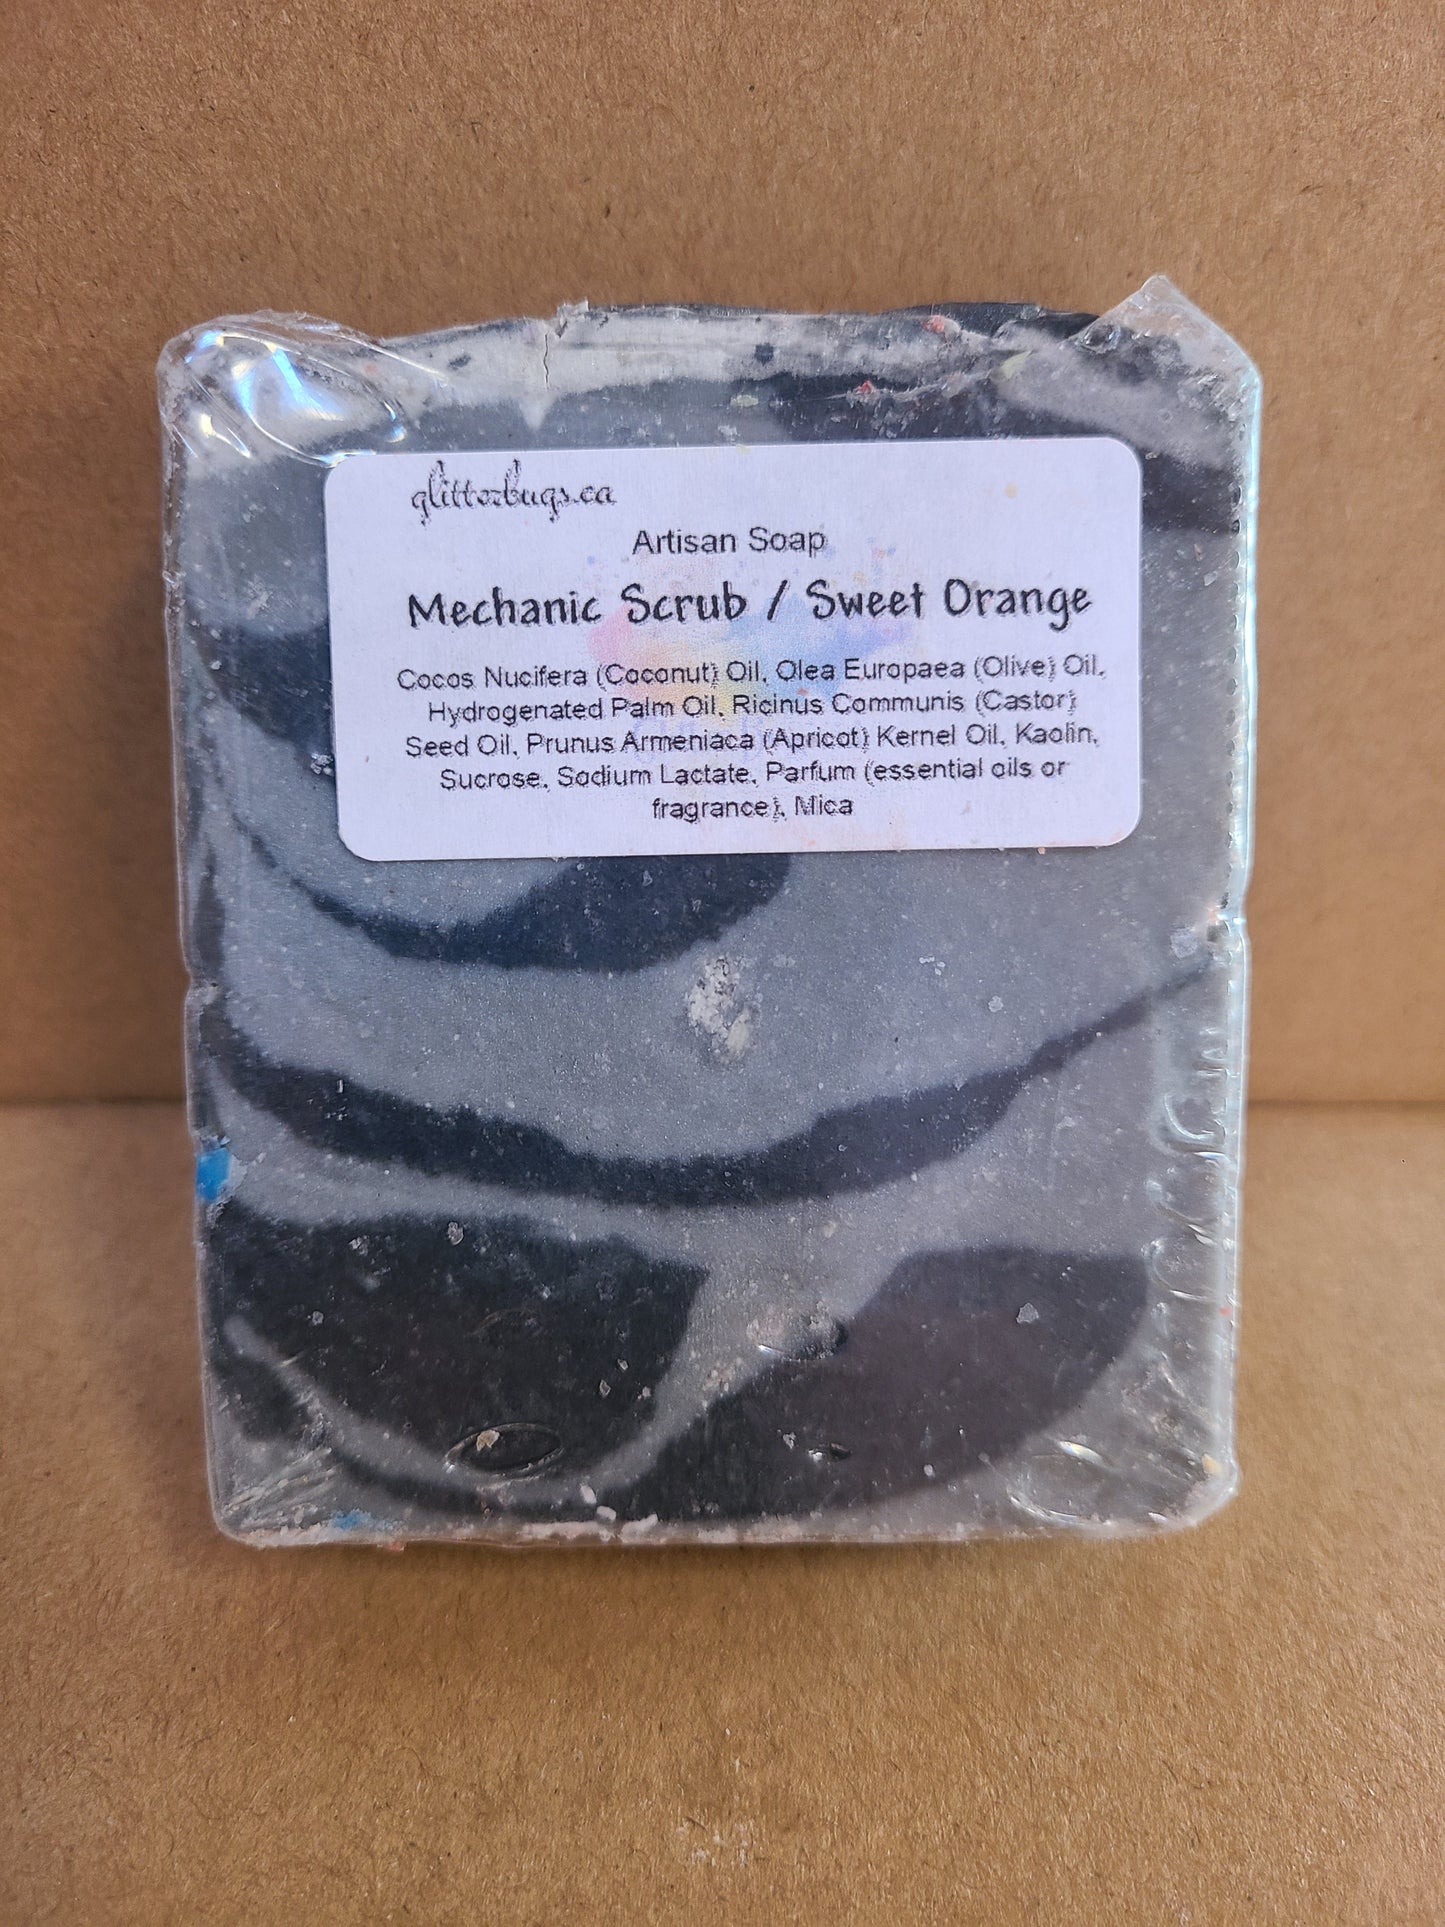 glitterbugs.ca
Artisan Soap
Mechanic Scrub / Sweet Orange
Cocos Nucifera (Coconut) Oil, Olea Europaea (Olive) Oil,
Hydrogenated Palm Oil, Ricinus Communis (Castor)
Seed Oil, Prunus Armeniaca (Apricot) Kernel Oil, Kaolin,
Sucrose, Sodium Lactate, Parfum (essential oils or
fragrance), Mica